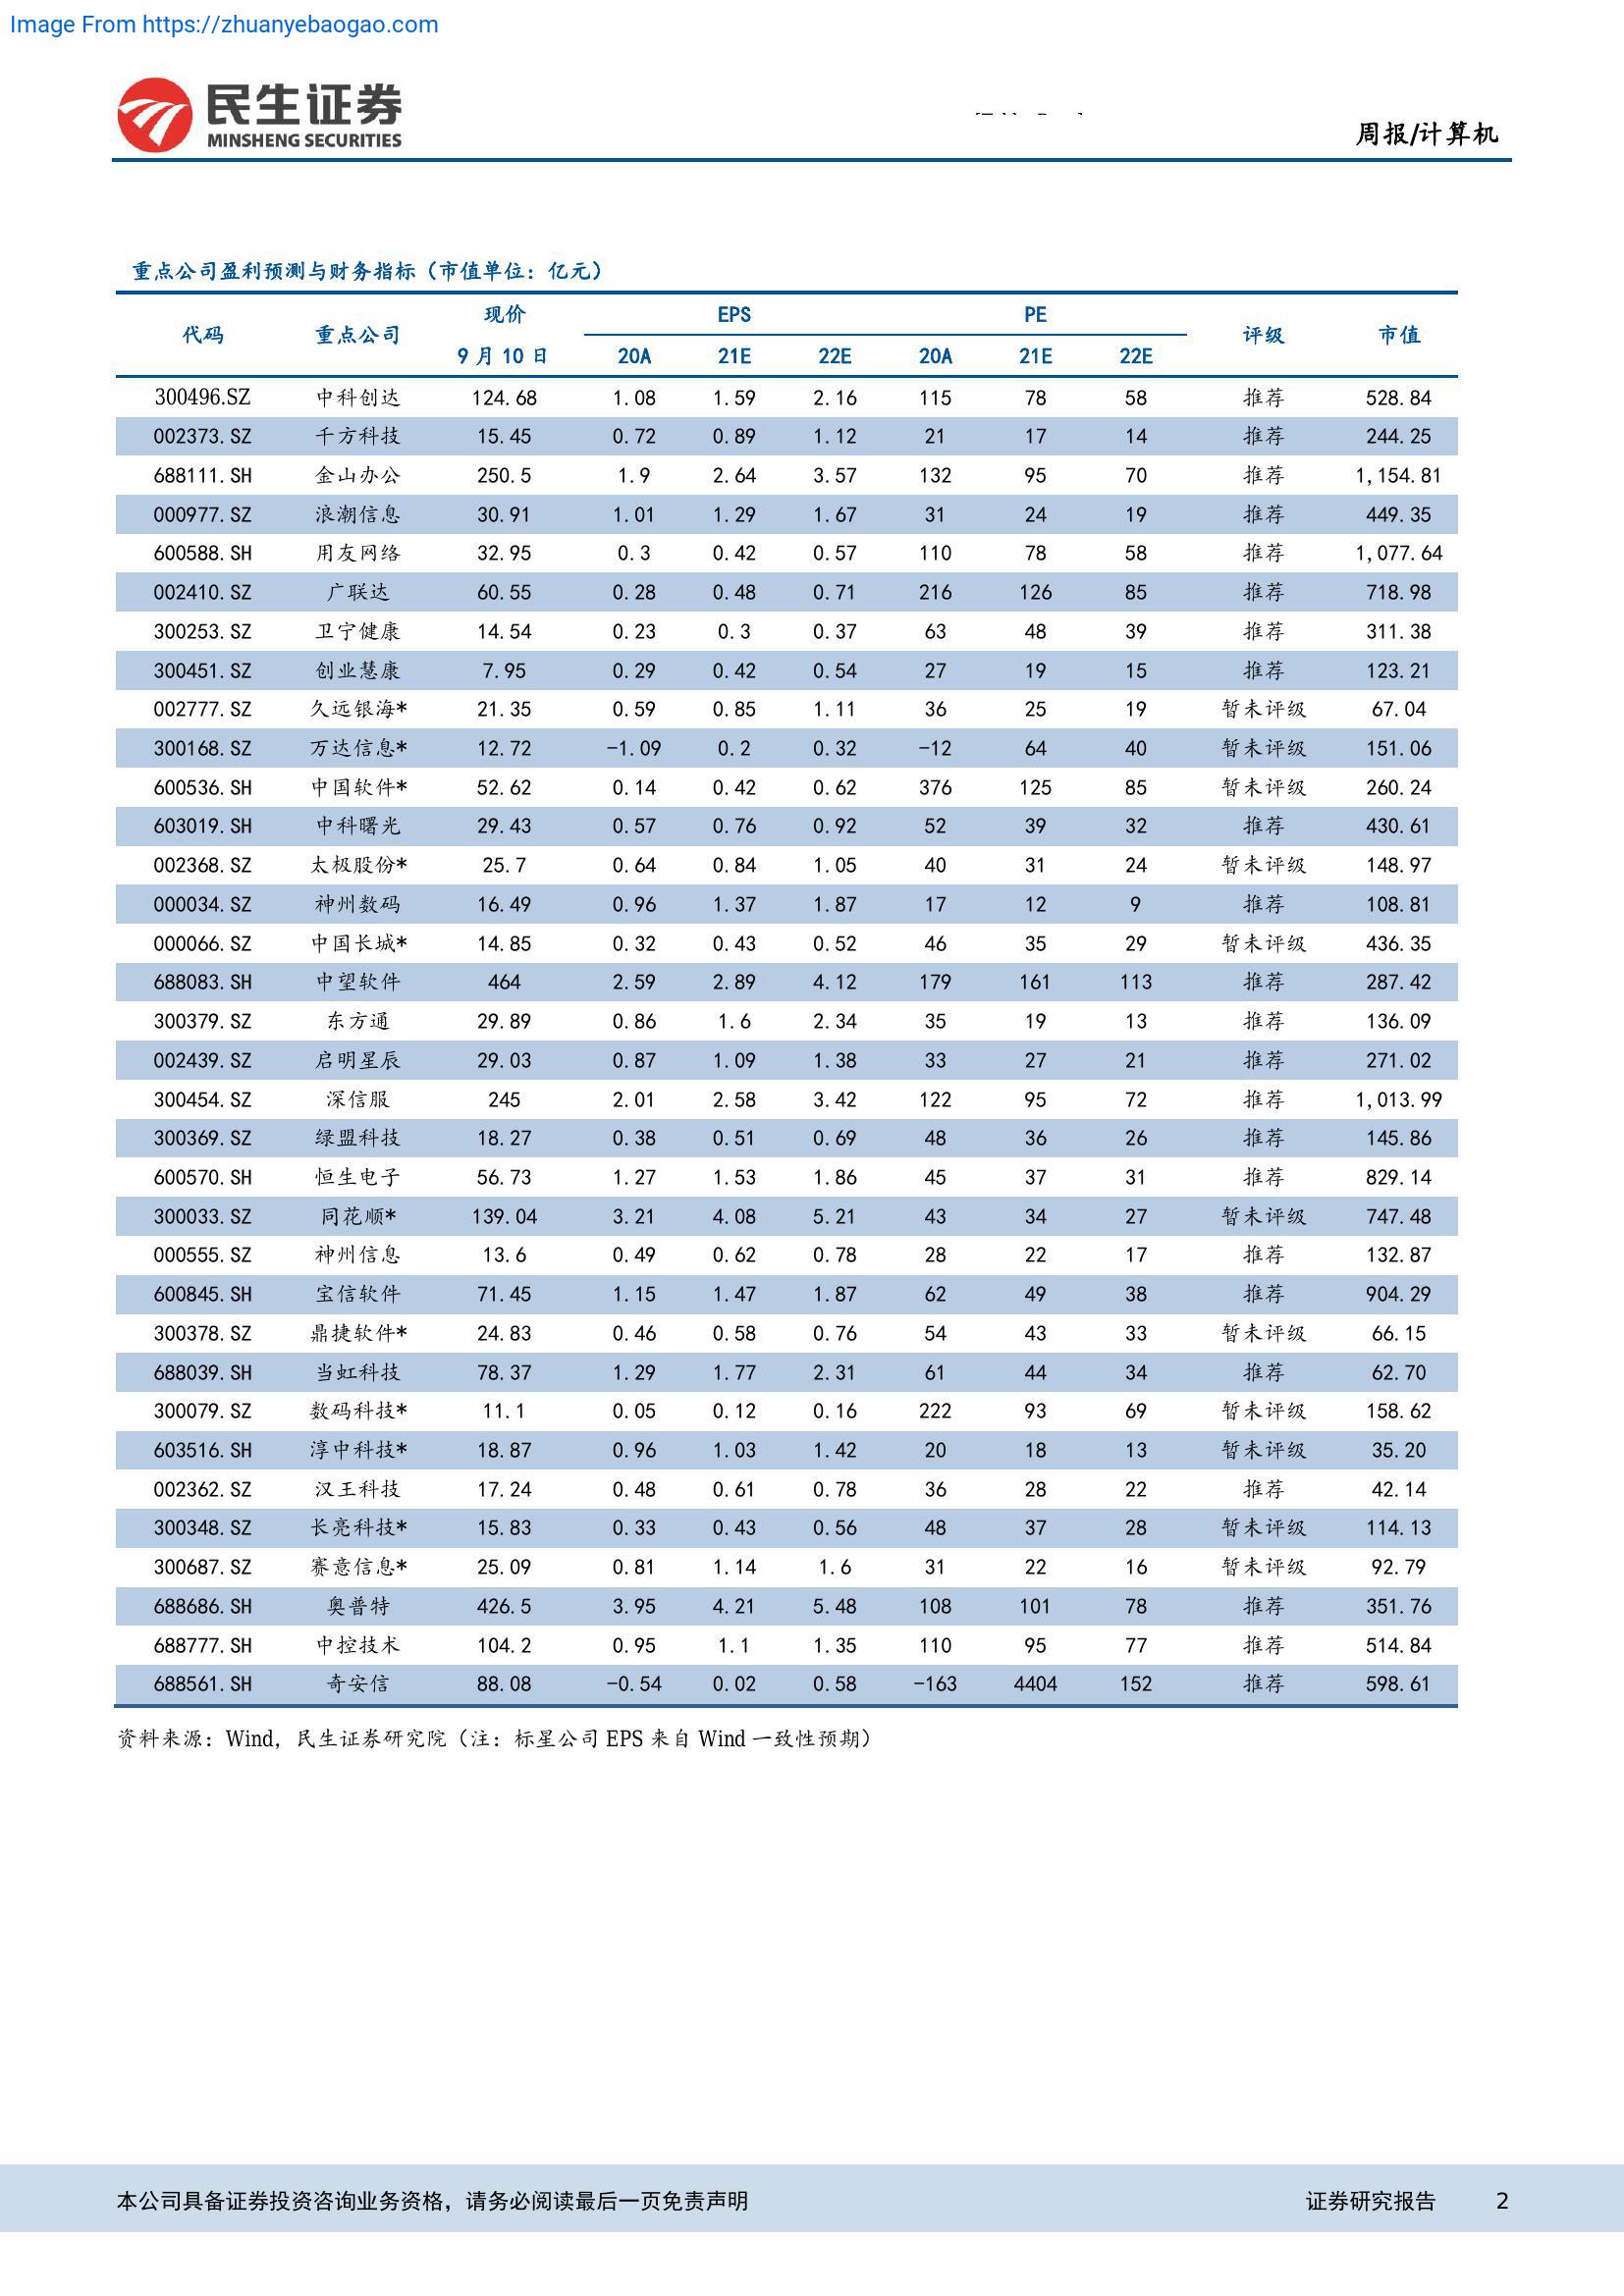 Image From https://zhuanyebaogao.com
民生证券
MINSHENG SECURITIES
周报/计算机
重点公司盈利预测与财务指标（市值单位：亿元）
代码 重点公司 现价 EPS PE 评级 市值
9 月 10 日 20A 21E 22E 20A 21E 22E
300496.SZ 中科创达 124.68 1.08 1.59 2.16 115 78 58 推荐 528.84
002373.SZ 千方科技 15.45 0.72 0.89 1.12 21 17 14 推荐 244.25
688111.SH 金山办公 250.5 1.9 2.64 3.57 132 95 70 推荐 1,154.81
000977.SZ 浪潮信息 30.91 1.01 1.29 1.67 31 24 19 推荐 449.35
600588.SH 用友网络 32.95 0.3 0.42 0.57 110 78 58 推荐 1,077.64
002410.SZ 广联达 60.55 0.28 0.48 0.71 216 126 85 推荐 718.98
300253.SZ 卫宁健康 14.54 0.23 0.3 0.37 63 48 39 推荐 311.38
300451.SZ 创业慧康 7.95 0.29 0.42 0.54 27 19 15 推荐 123.21
002777.SZ 久远银海* 21.35 0.59 0.85 1.11 36 25 19 暂未评级 67.04
300168.SZ 万达信息* 12.72 -1.09 0.2 0.32 -12 64 40 暂未评级 151.06
600536.SH 中国软件* 52.62 0.14 0.42 0.62 376 125 85 暂未评级 260.24
603019.SH 中科曙光 29.43 0.57 0.76 0.92 52 39 32 推荐 430.61
002368.SZ 太极股份* 25.7 0.64 0.84 1.05 40 31 24 暂未评级 148.97
000034.SZ 神州数码 16.49 0.96 1.37 1.87 17 12 9 推荐 108.81
000066.SZ 中国长城* 14.85 0.32 0.43 0.52 46 35 29 暂未评级 436.35
688083.SH 中望软件 464 2.59 2.89 4.12 179 161 113 推荐 287.42
300379.SZ 东方通 29.89 0.86 1.6 2.34 35 19 13 推荐 136.09
002439.SZ 启明星辰 29.03 0.87 1.09 1.38 33 27 21 推荐 271.02
300454.SZ 深信服 245 2.01 2.58 3.42 122 95 72 推荐 1,013.99
300369.SZ 绿盟科技 18.27 0.38 0.51 0.69 48 36 26 推荐 145.86
600570.SH 恒生电子 56.73 1.27 1.53 1.86 45 37 31 推荐 829.14
300033.SZ 同花顺* 139.04 3.21 4.08 5.21 43 34 27 暂未评级 747.48
000555.SZ 神州信息 13.6 0.49 0.62 0.78 28 22 17 推荐 132.87
600845.SH 宝信软件 71.45 1.15 1.47 1.87 62 49 38 推荐 904.29
300378.SZ 鼎捷软件* 24.83 0.46 0.58 0.76 54 43 33 暂未评级 66.15
688039.SH 当虹科技 78.37 1.29 1.77 2.31 61 44 34 推荐 62.70
300079.SZ 数码科技* 11.1 0.05 0.12 0.16 222 93 69 暂未评级 158.62
603516.SH 淳中科技* 18.87 0.96 1.03 1.42 20 18 13 暂未评级 35.20
002362.SZ 汉王科技 17.24 0.48 0.61 0.78 36 28 22 推荐 42.14
300348.SZ 长亮科技* 15.83 0.33 0.43 0.56 48 37 28 暂未评级 114.13
300687.SZ 赛意信息* 25.09 0.81 1.14 1.6 31 22 16 暂未评级 92.79
688686.SH 奥普特 426.5 3.95 4.21 5.48 108 101 78 推荐 351.76
688777.SH 中控技术 104.2 0.95 1.1 1.35 110 95 77 推荐 514.84
688561.SH 奇安信 88.08 -0.54 0.02 0.58 -163 4404 152 推荐 598.61
资料来源：Wind，民生证券研究院（注：标星公司 EPS 来自 Wind 一致性预期）
本公司具备证券投资咨询业务资格，请务必阅读最后一页免责声明 证券研究报告 2